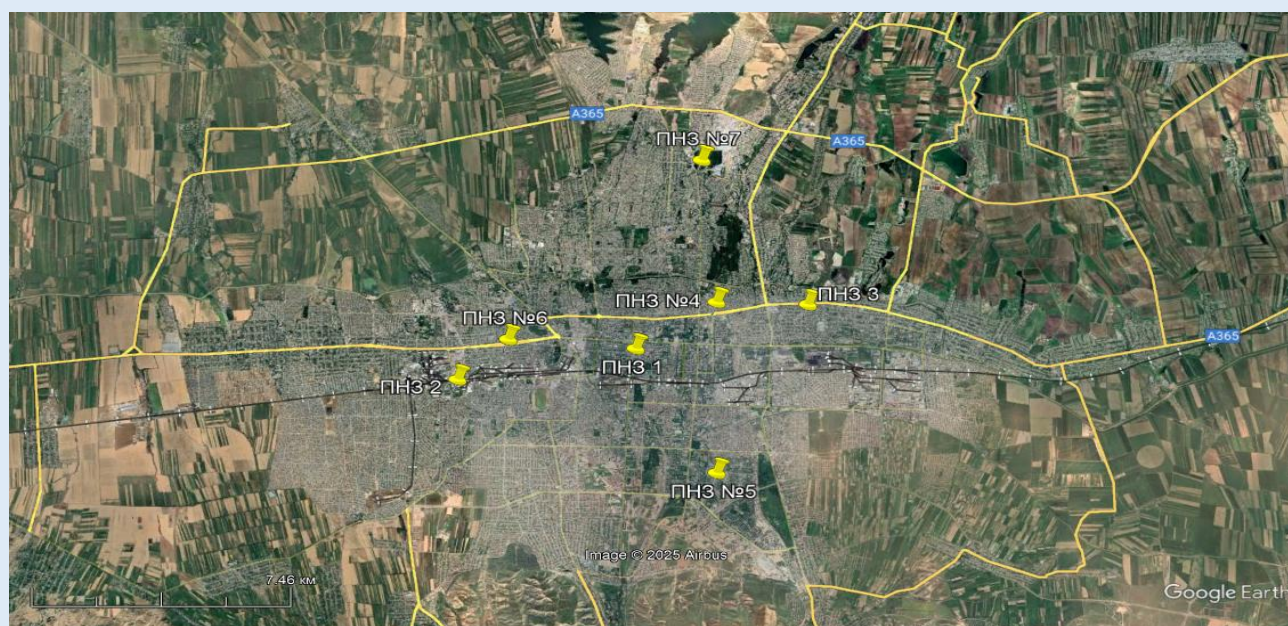 A365
ПНЗ №7
A365
ПНЗ №4
ПНЗ 3
ПНЗ №6
ПНЗ 1
A365
ПНЗ 2
ПНЗ №5
Image © 2025 Airbus
7.46 км
Google Earth